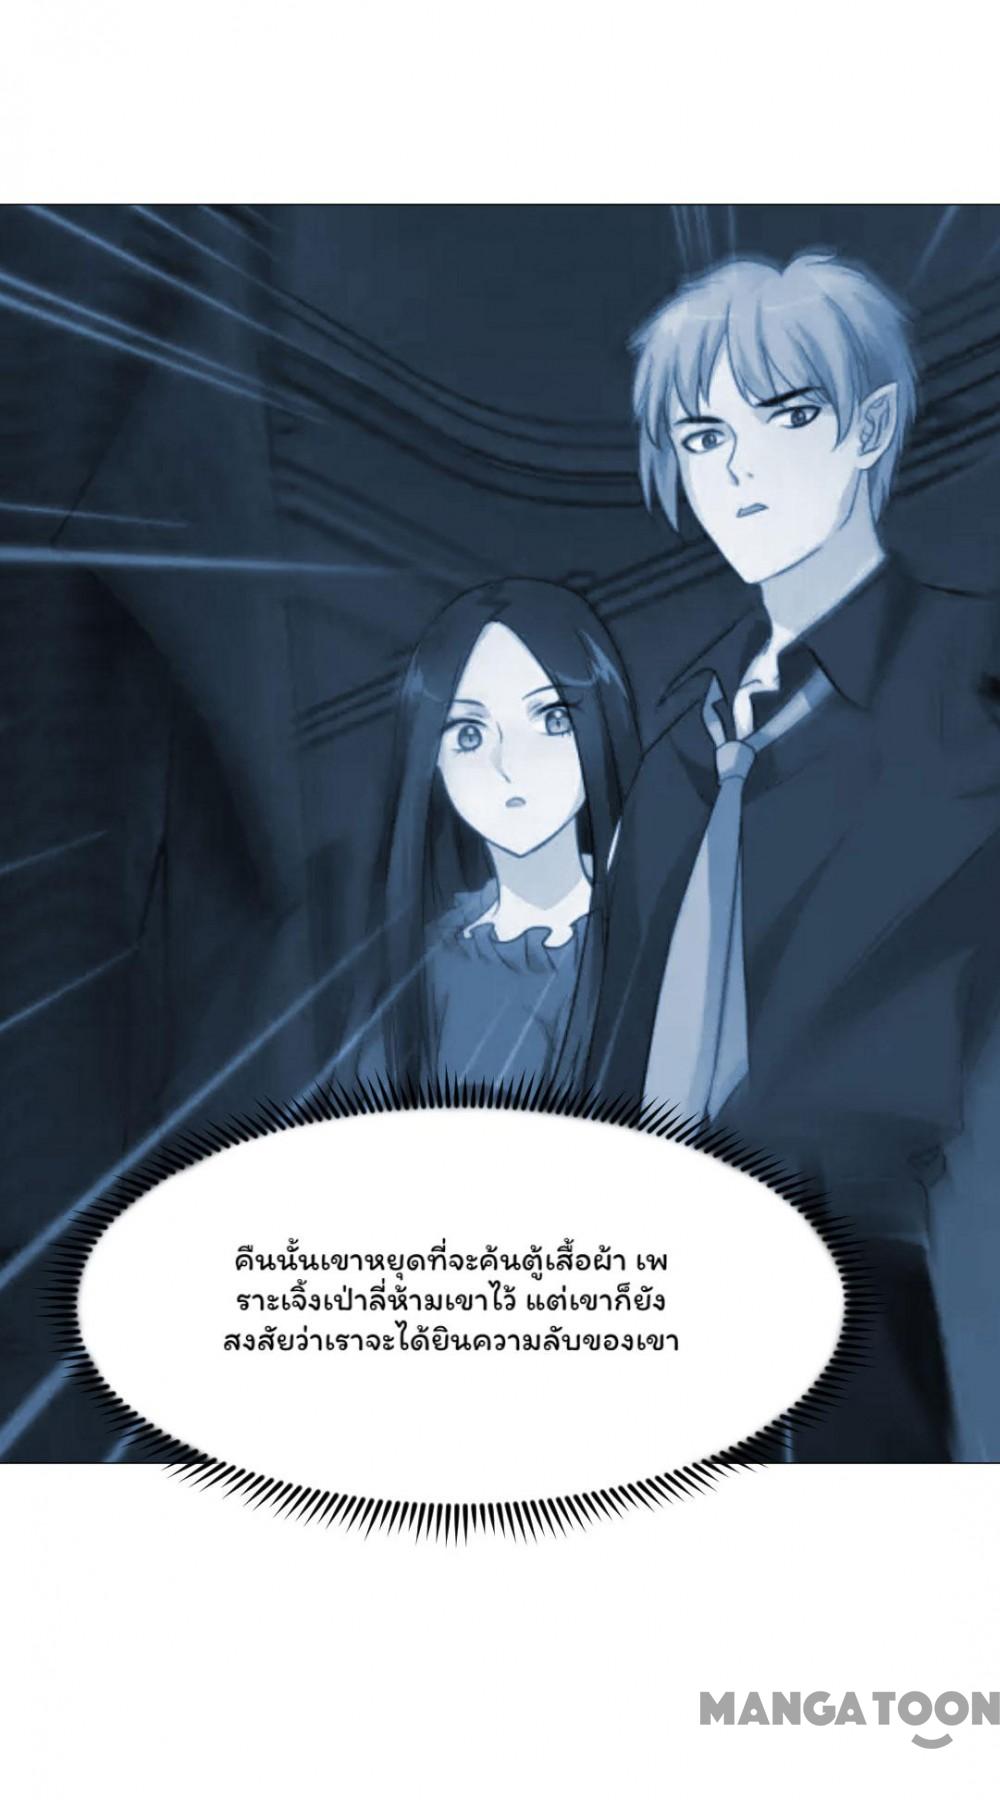 คืนนั้นเขาหยุดที่จะค้นตู้เสื้อผ้า เพ
ราะเจิ้งเป่าลี่ห้ามเขาไว้ แต่เขาก็ยัง
สงสัยว่าเราจะได้ยินความลับของเขา
MANGATOON